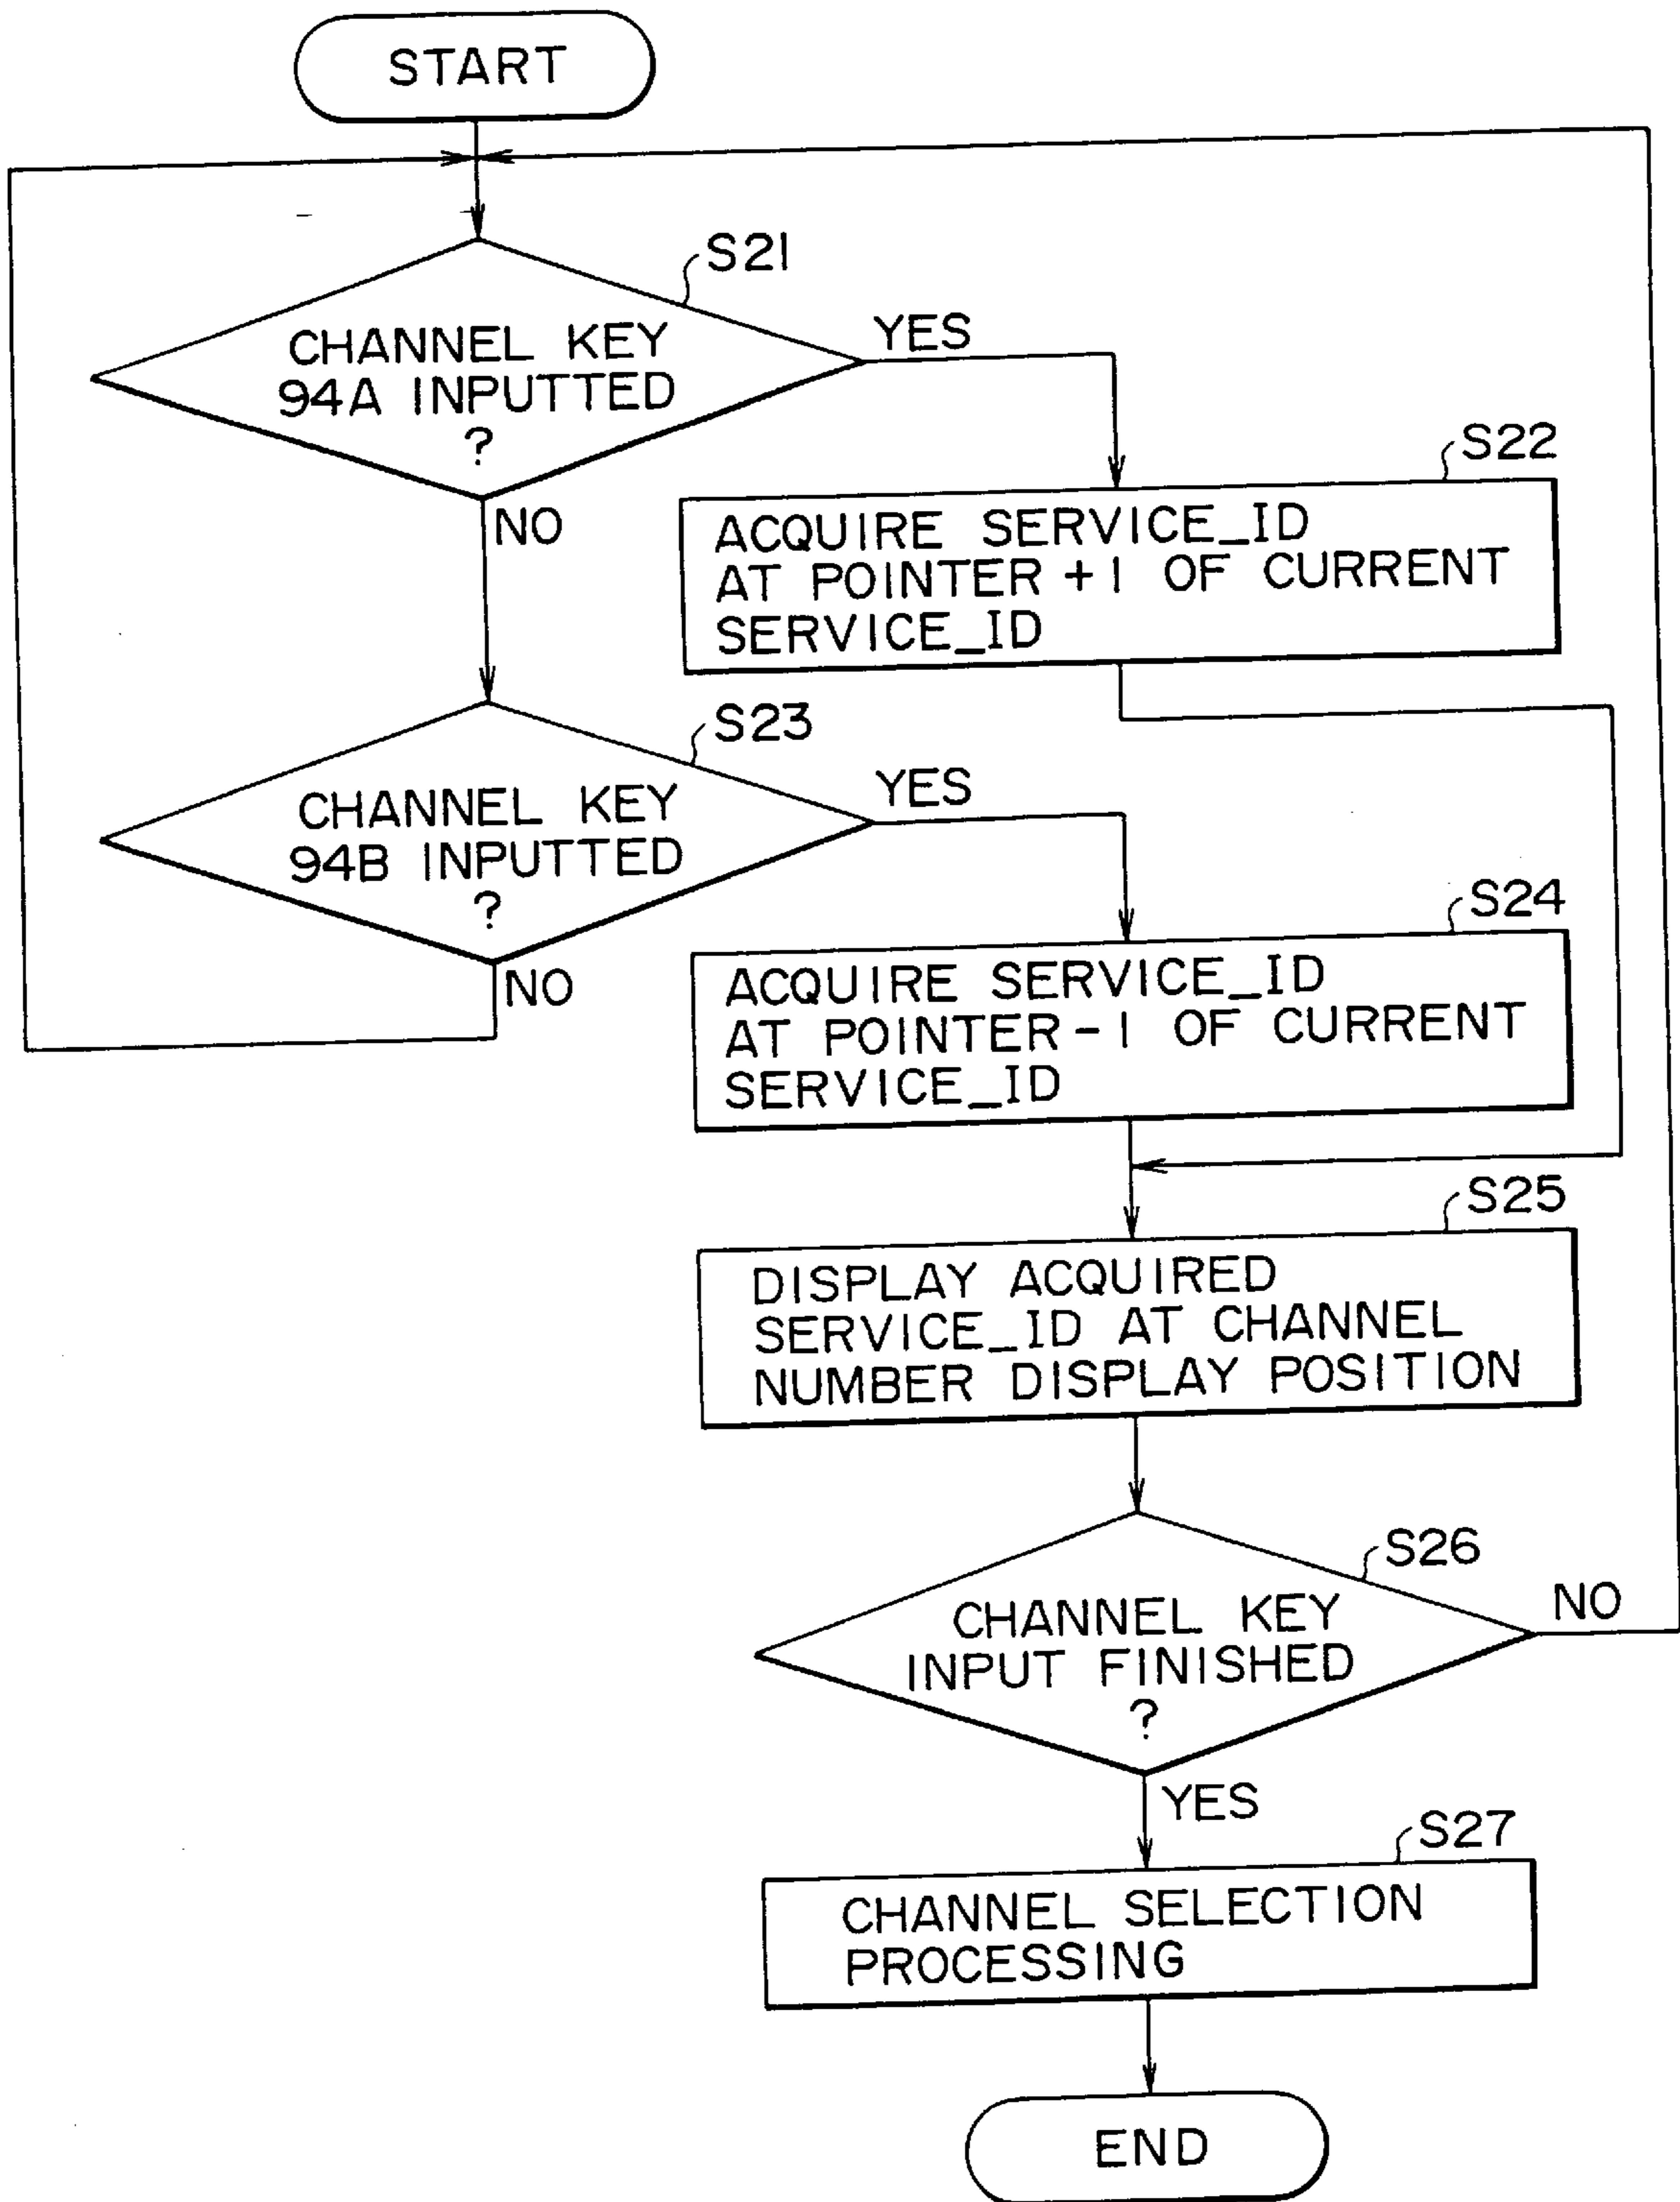 START
S21
CHANNEL KEY
94A INPUTTED
?
YES
NO
S22
ACQUIRE SERVICE_ID
AT POINTER +1 OF CURRENT
SERVICE_ID
S23
CHANNEL KEY
94B INPUTTED
?
YES
NO
S24
ACQUIRE SERVICE_ID
AT POINTER -1 OF CURRENT
SERVICE_ID
S25
DISPLAY ACQUIRED
SERVICE_ID AT CHANNEL
NUMBER DISPLAY POSITION
S26
CHANNEL KEY
INPUT FINISHED
?
NO
YES
S27
CHANNEL SELECTION
PROCESSING
END